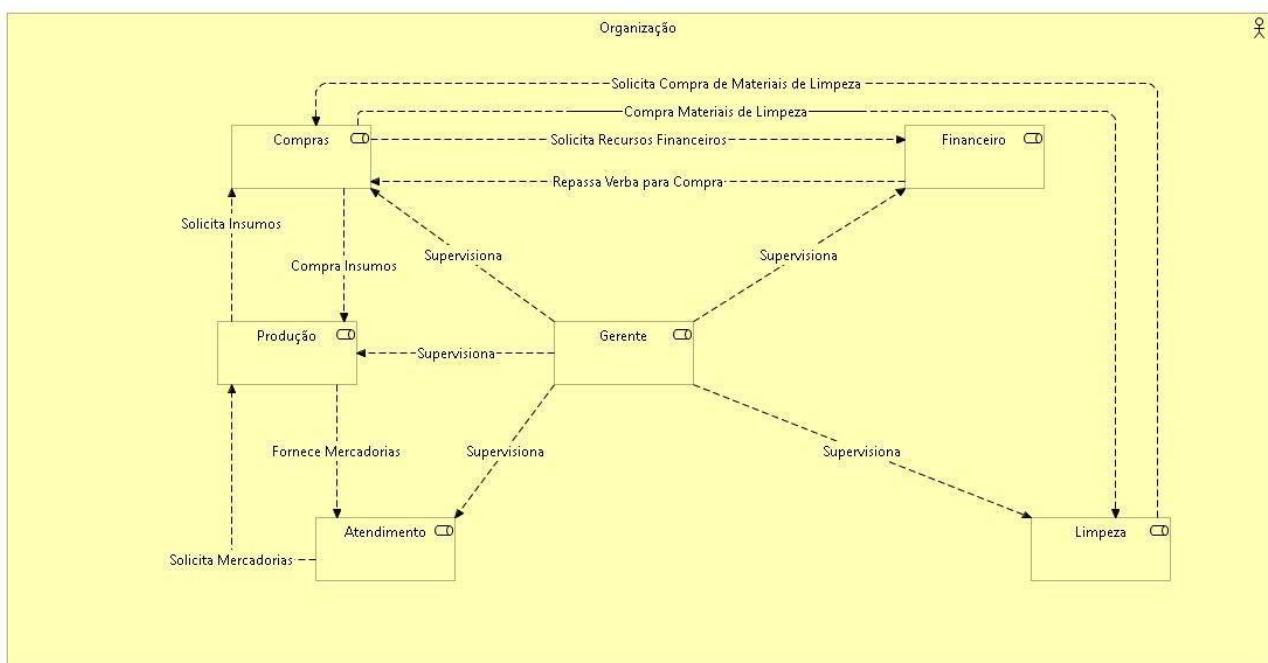 Organização
Solicita Compra de Materiais de Limpeza
Compra Materiais de Limpeza
Compras
Solicita Recursos Financeiros
Financeiro
Repassa Verba para Compra
Solicita Insumos
Supervisiona
Supervisiona
Compra Insumos
Produção
Gerente
Supervisiona
Fornece Mercadorias
Supervisiona
Supervisiona
Atendimento
Limpeza
Solicita Mercadorias